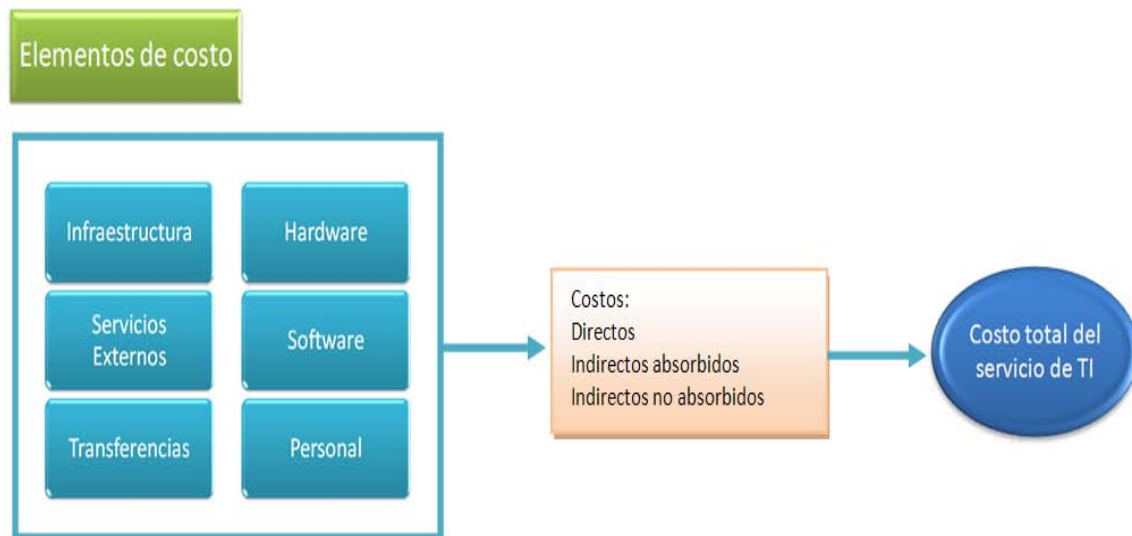 Elementos de costo
Infraestructura
Hardware
Servicios
Externos
Software
Transferencias
Personal
Costos:
Directos
Indirectos absorbidos
Indirectos no absorbidos
Costo total del
servicio de TI